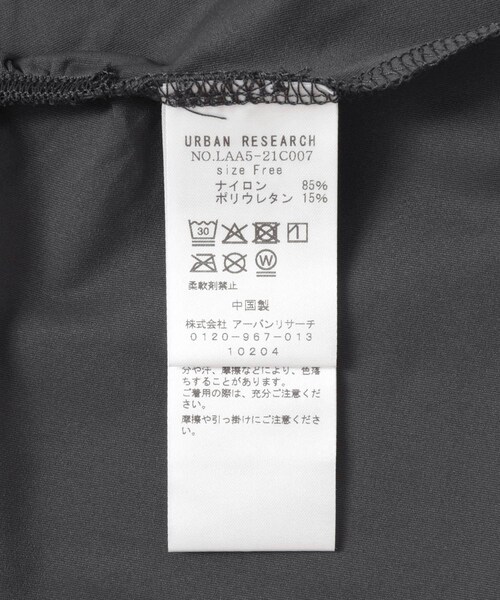 URBAN RESEARCH
NO.LAA5-21C007
size Free
ナイロン 85%
ポリウレタン 15%
30
W
柔軟剤禁止
中国製
株式会社 アーバンリサーチ
0120-967-013
10204
分や汗、摩擦などにより、色落
ちすることがあります。
ご着用の際は、充分ご注意くだ
さい。
摩擦や引っ掛けにご注意くださ
い。